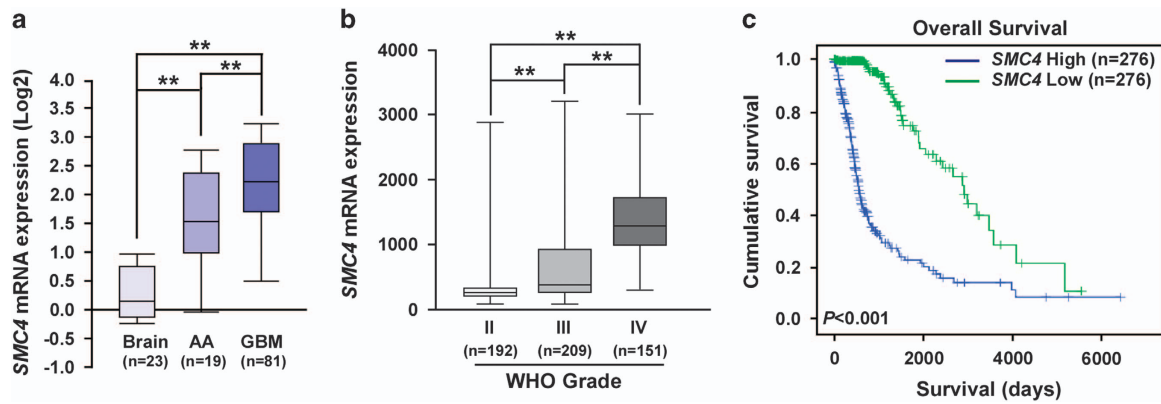 a
SMC4 mRNA expression (Log2)
4.0
3.5
3.0
2.5
2.0
1.5
1.0
0.5
0.0
-0.5
-1.0
**
**
**
Brain
AA
GBM
(n=23)
(n=19)
(n=81)
b
SMC4 mRNA expression
4000
3000
2000
1000
0
**
**
**
II
III
IV
(n=192)
(n=209)
(n=151)
WHO Grade
c
Overall Survival
SMC4 High (n=276)
SMC4 Low (n=276)
Cumulative survival
1.0
0.8
0.6
0.4
0.2
0.0
P<0.001
0
2000
4000
6000
Survival (days)